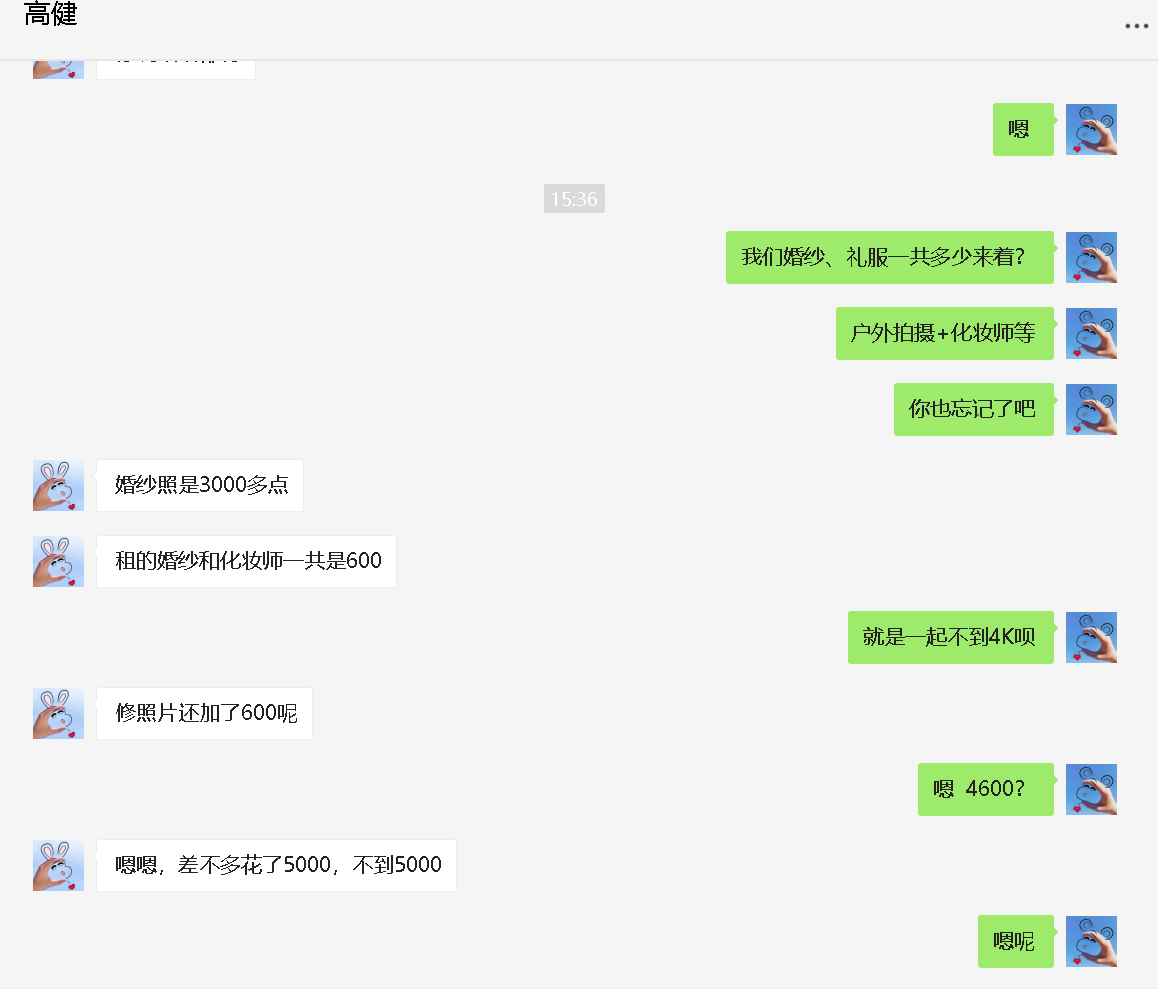 高健
嗯
15:36
我们婚纱、礼服一共多少来着？
户外拍摄+化妆师等
你也忘记了吧
婚纱照是3000多点
租的婚纱和化妆师一共是600
就是一起不到4K呗
修照片还加了600呢
嗯 4600？
嗯嗯，差不多花了5000，不到5000
嗯呢